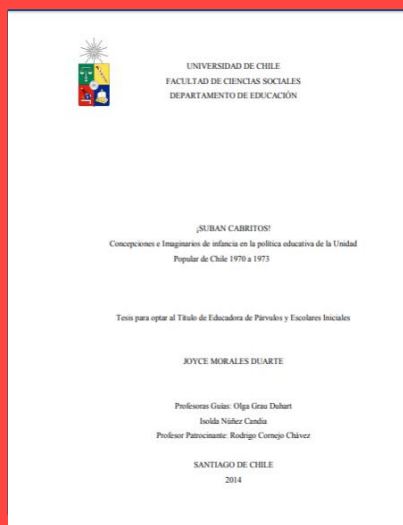 UNIVERSIDAD DE CHILE
FACULTAD DE CIENCIAS SOCIALES
DEPARTAMENTO DE EDUCACIÓN
¡SUBAN CABRITOS!
Concepciones e Imaginarios de infancia en la política educativa de la Unidad
Popular de Chile 1970 a 1973
Tesis para optar al Título de Educadora de Párvulos y Escolares Iniciales
JOYCE MORALES DUARTE
Profesoras Guías: Olga Grau Duhart
Isolda Núñez Candia
Profesor Patrocinante: Rodrigo Cornejo Chávez
SANTIAGO DE CHILE
2014